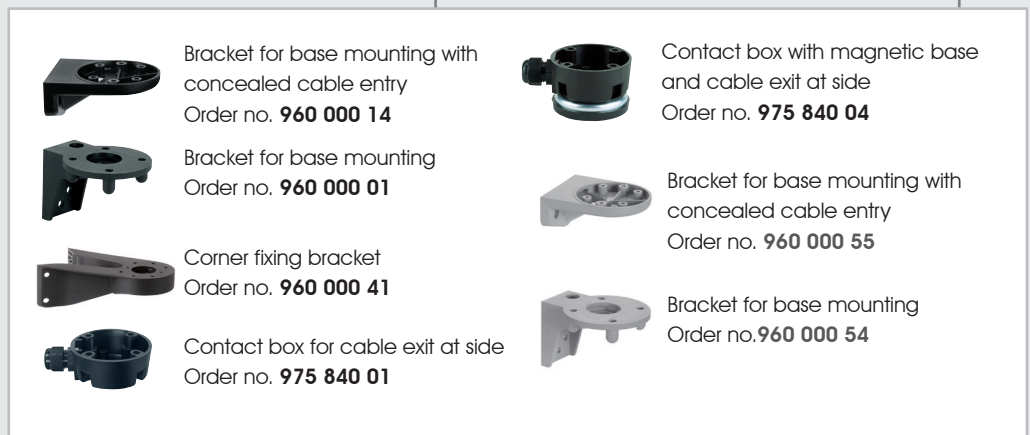 Bracket for base mounting with
concealed cable entry
Order no. 960 000 14
Bracket for base mounting
Order no. 960 000 01
Corner fixing bracket
Order no. 960 000 41
Contact box for cable exit at side
Order no. 975 840 01
Contact box with magnetic base
and cable exit at side
Order no. 975 840 04
Bracket for base mounting with
concealed cable entry
Order no. 960 000 55
Bracket for base mounting
Order no.960 000 54